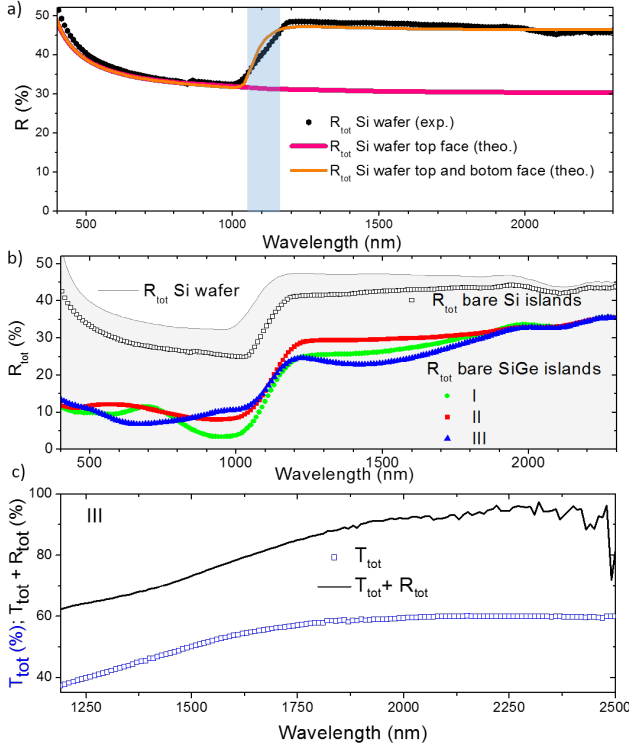 a)
50
40
30
20
10
0
R (%)
R_tot Si wafer (exp.)
R_tot Si wafer top face (theo.)
R_tot Si wafer top and botom face (theo.)
500 1000 1500 2000
Wavelength (nm)
b)
50
40
30
20
10
0
R_tot (%)
R_tot Si wafer
R_tot bare Si islands
R_tot bare SiGe islands
I
II
III
500 1000 1500 2000
Wavelength (nm)
c)
100
80
60
40
T_tot (%); T_tot + R_tot (%)
III
T_tot
T_tot + R_tot
1250 1500 1750 2000 2250 2500
Wavelength (nm)